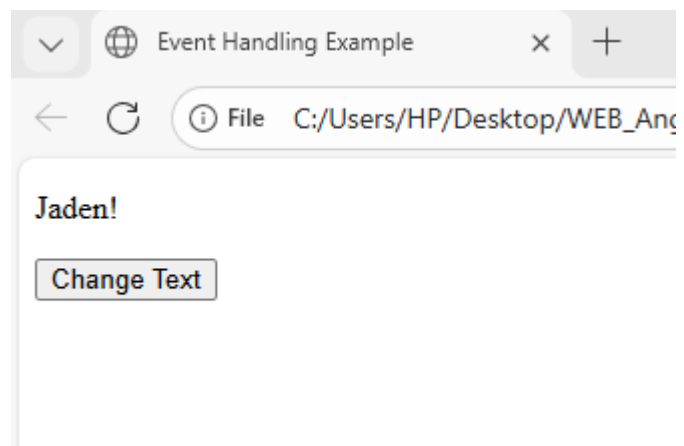 Event Handling Example
File C:/Users/HP/Desktop/WEB_Ang
Jaden!
Change Text